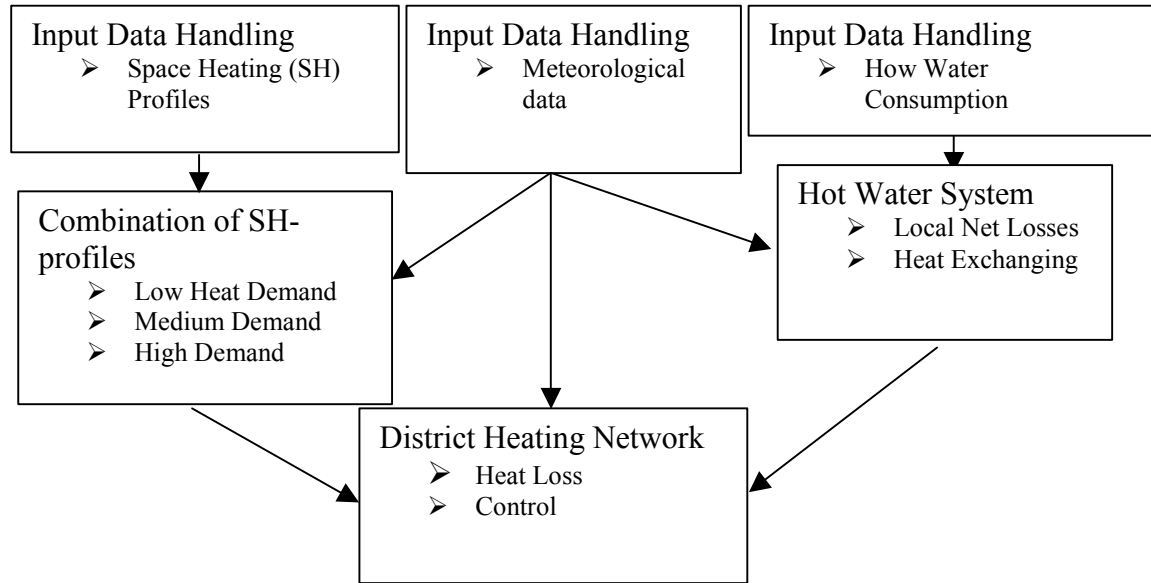 Input Data Handling
➢ Space Heating (SH)
Profiles
Input Data Handling
➢ Meteorological
data
Input Data Handling
➢ How Water
Consumption
Combination of SH-
profiles
➢ Low Heat Demand
➢ Medium Demand
➢ High Demand
Hot Water System
➢ Local Net Losses
➢ Heat Exchanging
District Heating Network
➢ Heat Loss
➢ Control